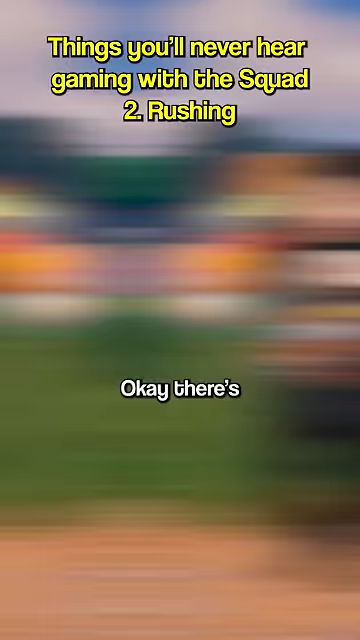 Things you'll never hear
gaming with the Squad
2. Rushing
Okay there's